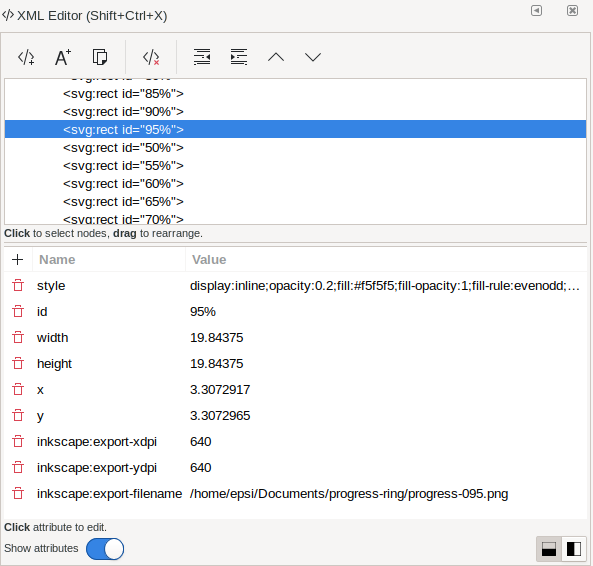 XML Editor (Shift+Ctrl+X)
<svg:rect id="85%">
<svg:rect id="90%">
<svg:rect id="95%">
<svg:rect id="50%">
<svg:rect id="55%">
<svg:rect id="60%">
<svg:rect id="65%">
<svg:rect id="70%">
Click to select nodes, drag to rearrange.
Name Value
style display:inline;opacity:0.2;fill:#f5f5f5;fill-opacity:1;fill-rule:evenodd;…
id 95%
width 19.84375
height 19.84375
x 3.3072917
y 3.3072965
inkscape:export-xdpi 640
inkscape:export-ydpi 640
inkscape:export-filename /home/epsi/Documents/progress-ring/progress-095.png
Click attribute to edit.
Show attributes